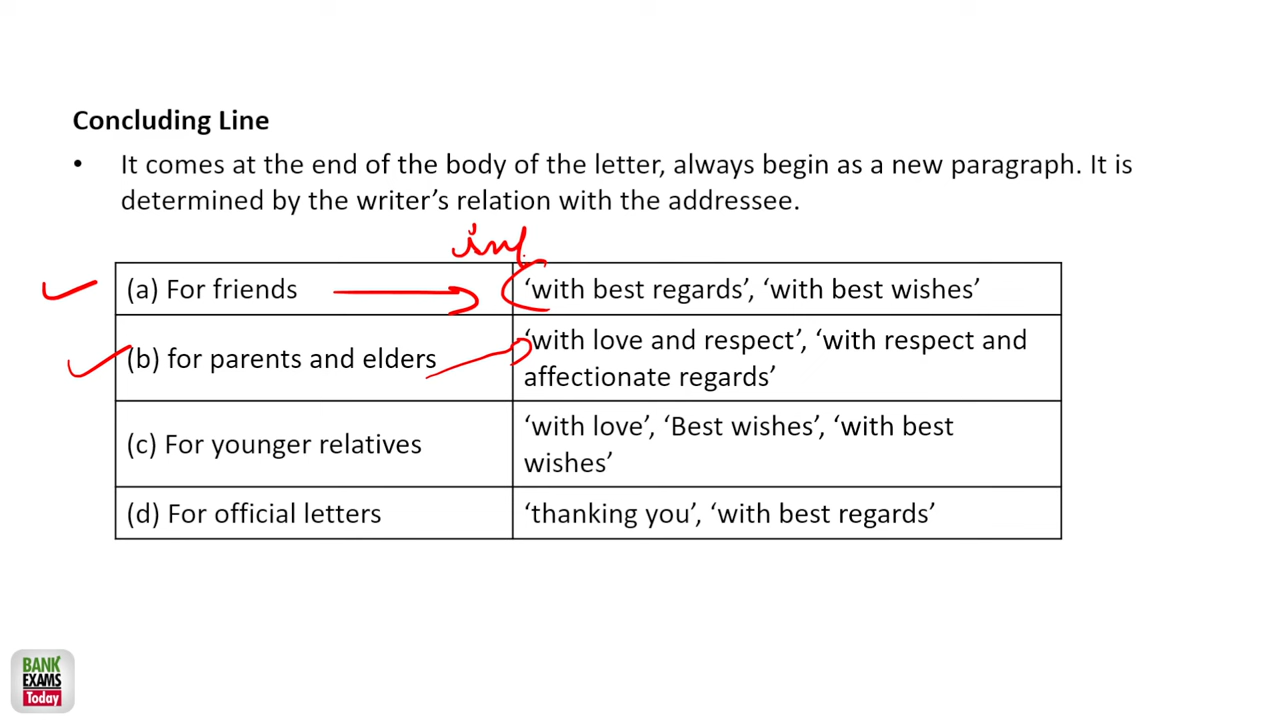 Concluding Line
• It comes at the end of the body of the letter, always begin as a new paragraph. It is
determined by the writer’s relation with the addressee.
inf
(a) For friends ‘with best regards’, ‘with best wishes’
(b) for parents and elders ‘with love and respect’, ‘with respect and
affectionate regards’
(c) For younger relatives ‘with love’, ‘Best wishes’, ‘with best
wishes’
(d) For official letters ‘thanking you’, ‘with best regards’
BANK
EXAMS
Today